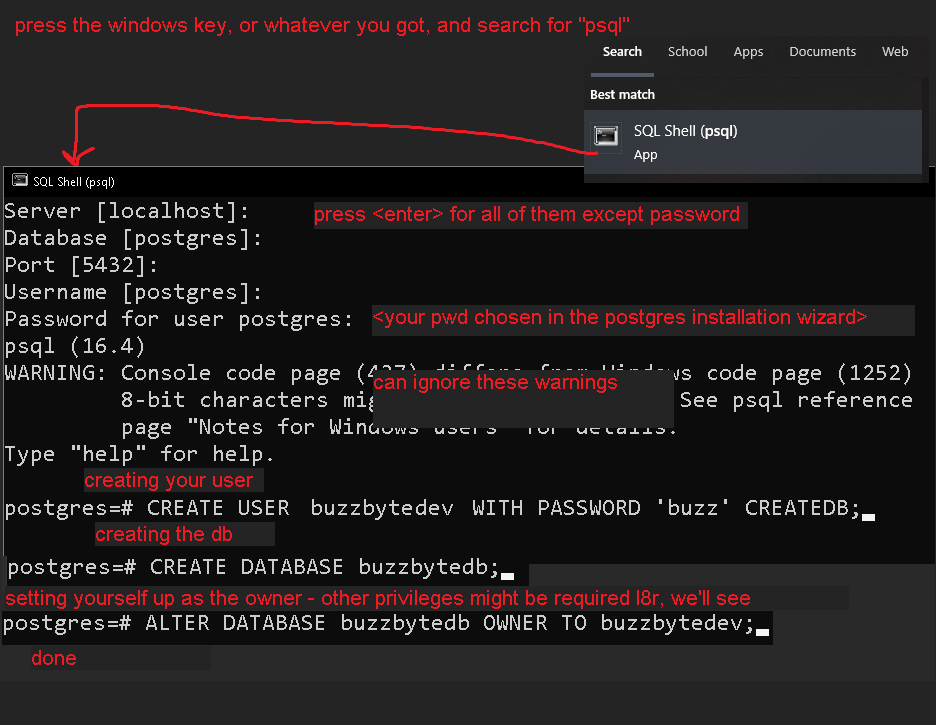 press the windows key, or whatever you got, and search for "psql"
Search School Apps Documents Web
Best match
SQL Shell (psql)
App
SQL Shell (psql)
Server [localhost]:
press <enter> for all of them except password
Database [postgres]:
Port [5432]:
Username [postgres]:
Password for user postgres: <your pwd chosen in the postgres installation wizard>
psql (16.4)
WARNING: Console code page (437) differs from Windows code page (1252)
can ignore these warnings
8-bit characters See psql reference
page "Notes for Windows users" for details.
Type "help" for help.
creating your user
postgres=# CREATE USER buzzbytedev WITH PASSWORD 'buzz' CREATEDB;
creating the db
postgres=# CREATE DATABASE buzzbytedb;
setting yourself up as the owner - other privileges might be required l8r, we'll see
postgres=# ALTER DATABASE buzzbytedb OWNER TO buzzbytedev;
done